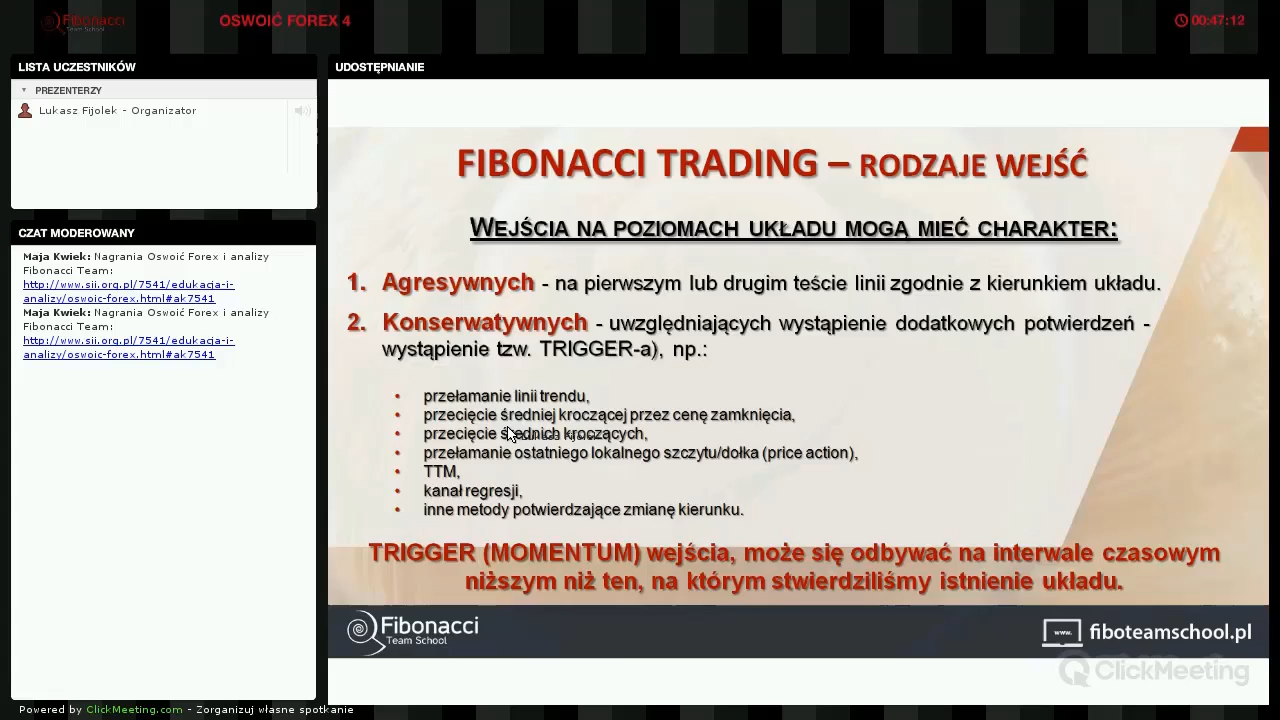 Fibonacci
Team School
OSWOIĆ FOREX 4
00:47:12
LISTA UCZESTNIKÓW
PREZENTERZY
Lukasz Fijolek - Organizator
CZAT MODEROWANY
Maja Kwiek: Nagrania Oswoić Forex i analizy
Fibonacci Team:
http://www.sii.org.pl/7541/edukacja-i-
analizy/oswoic-forex.html#ak7541
Maja Kwiek: Nagrania Oswoić Forex i analizy
Fibonacci Team:
http://www.sii.org.pl/7541/edukacja-i-
analizy/oswoic-forex.html#ak7541
UDOSTĘPNIANIE
FIBONACCI TRADING – RODZAJE WEJŚĆ
WEJŚCIA NA POZIOMACH UKŁADU MOGĄ MIEĆ CHARAKTER:
1. Agresywnych - na pierwszym lub drugim teście linii zgodnie z kierunkiem układu.
2. Konserwatywnych - uwzględniających wystąpienie dodatkowych potwierdzeń -
wystąpienie tzw. TRIGGER-a), np.:
• przełamanie linii trendu,
• przecięcie średniej kroczącej przez cenę zamknięcia,
• przecięcie średnich kroczących,
• przełamanie ostatniego lokalnego szczytu/dołka (price action),
• TTM,
• kanał regresji,
• inne metody potwierdzające zmianę kierunku.
TRIGGER (MOMENTUM) wejścia, może się odbywać na interwale czasowym
niższym niż ten, na którym stwierdziliśmy istnienie układu.
Fibonacci
Team School
www.
fiboteamschool.pl
ClickMeeting
Powered by ClickMeeting.com - Zorganizuj własne spotkanie